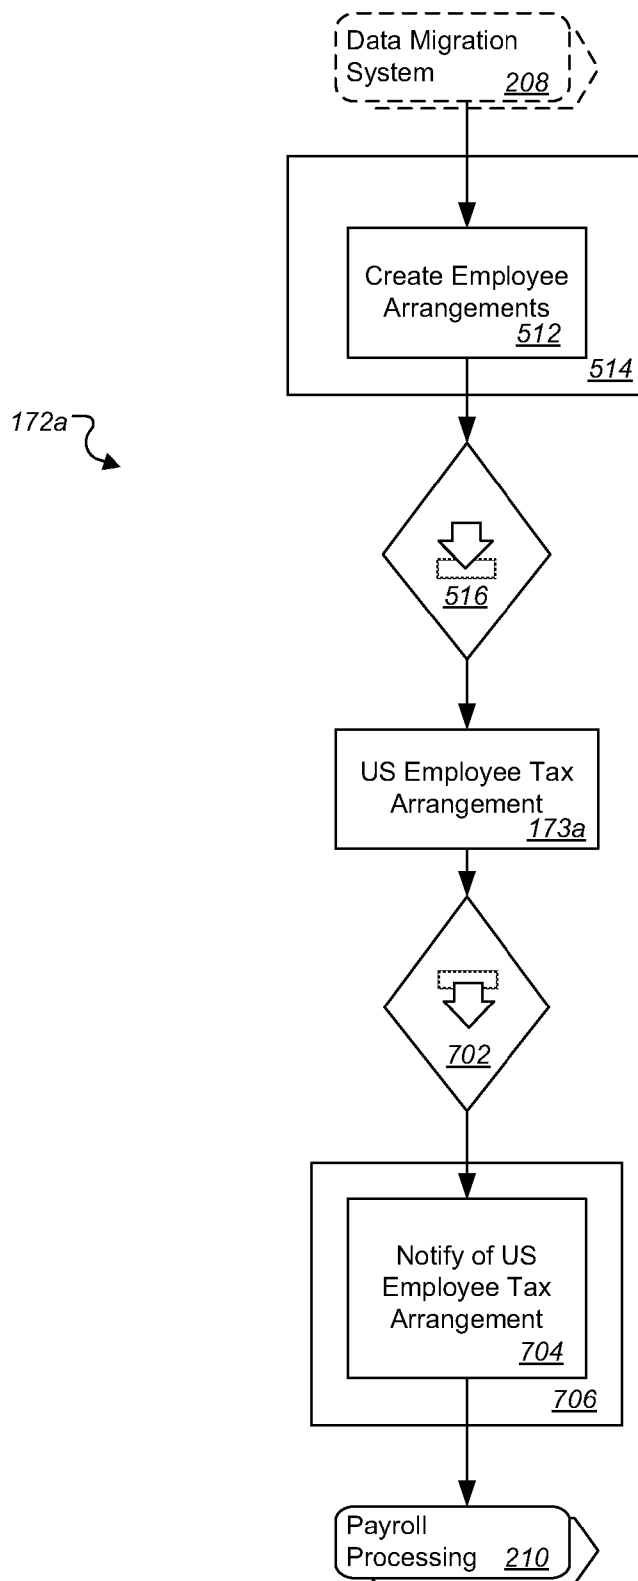 Data Migration
System
208
Create Employee
Arrangements
512
514
172a
516
US Employee Tax
Arrangement
173a
702
Notify of US
Employee Tax
Arrangement
704
706
Payroll
Processing
210